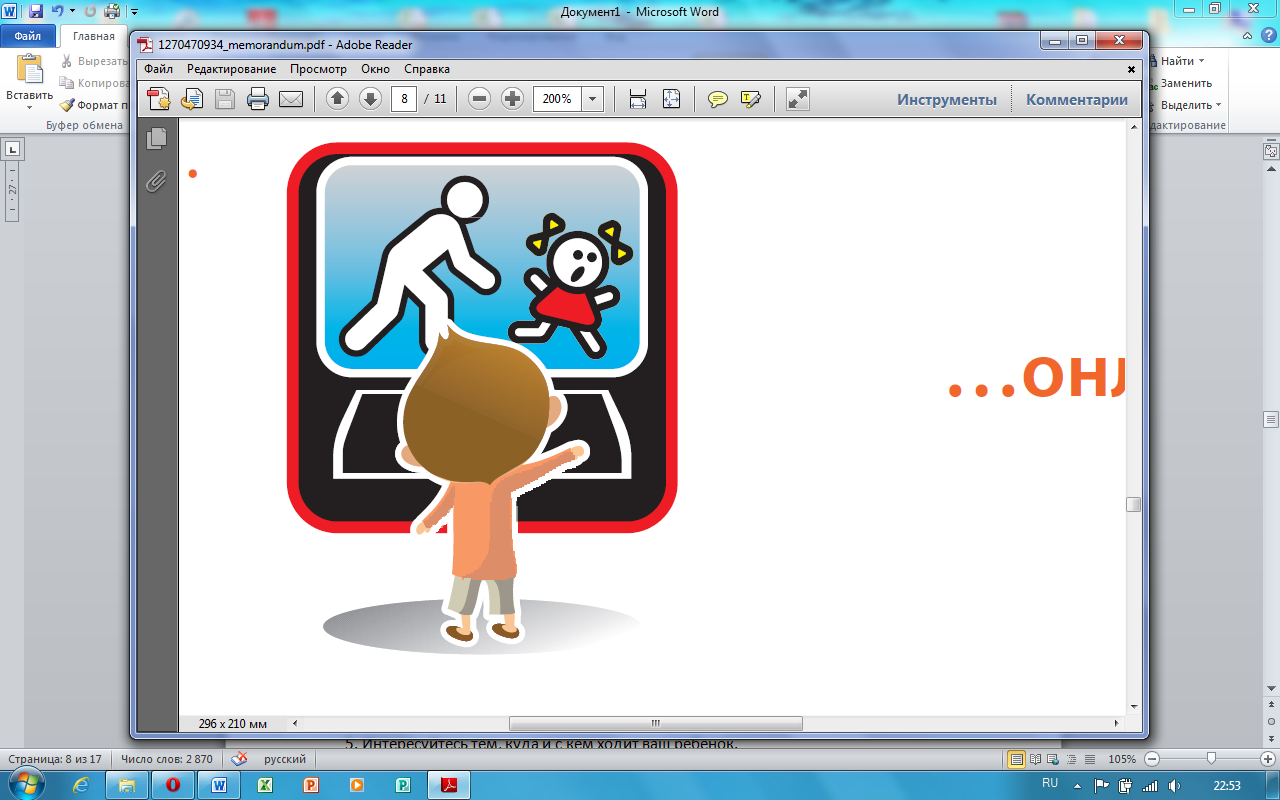 Документ1 - Microsoft Word
Файл
Главная
Вставить
Вырезать
Формат п
Буфер обмена
Найти
Заменить
Выделить
1270470934_memorandum.pdf - Adobe Reader
Файл Редактирование Просмотр Окно Справка
8 / 11
200%
Инструменты
Комментарии
27
…онл
296 x 210 мм
5. Интересуйтесь тем, куда и с кем ходит ваш ребенок.
Страница: 8 из 17
Число слов: 2 870
русский
105%
RU
22:53